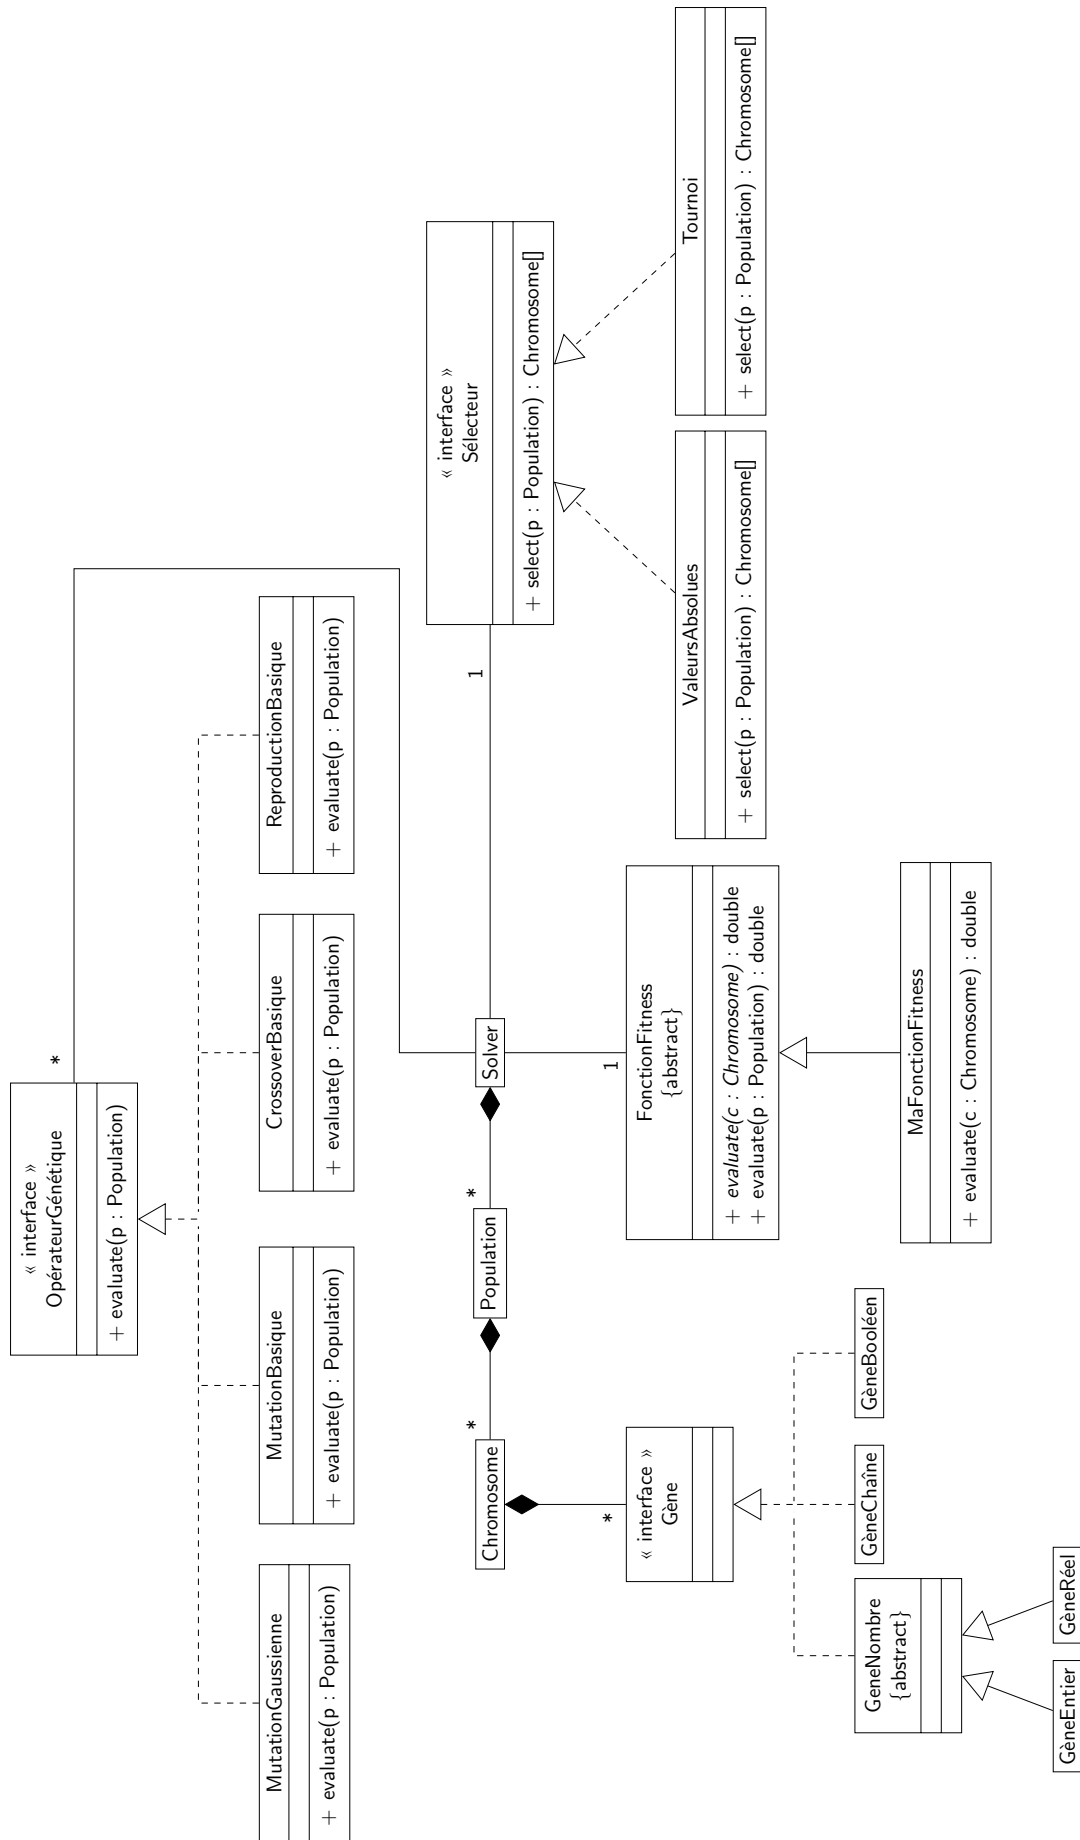 « interface »
OpérateurGénétique
+ evaluate(p : Population)
*
MutationGaussienne
+ evaluate(p : Population)
MutationBasique
+ evaluate(p : Population)
CrossoverBasique
+ evaluate(p : Population)
ReproductionBasique
+ evaluate(p : Population)
Chromosome
*
Population
*
Solver
1
« interface »
Sélecteur
+ select(p : Population) : Chromosome[]
*
« interface »
Gène
1
FonctionFitness
{abstract}
+ evaluate(c : Chromosome) : double
+ evaluate(p : Population) : double
ValeursAbsolues
+ select(p : Population) : Chromosome[]
Tournoi
+ select(p : Population) : Chromosome[]
GeneNombre
{abstract}
GèneChaîne
GèneBooléen
MaFonctionFitness
+ evaluate(c : Chromosome) : double
GèneEntier
GèneRéel